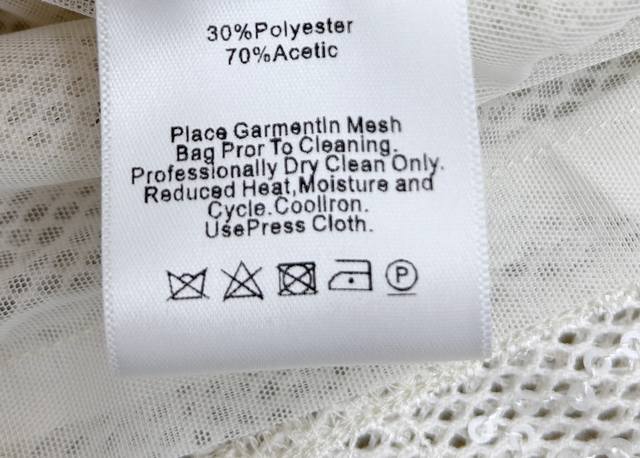 30%Polyester
70%Acetic
Place GarmentIn Mesh
Bag Pror To Cleaning.
Professionally Dry Clean Only.
Reduced Heat,Moisture and
Cycle.CoolIron.
UsePress Cloth.
P